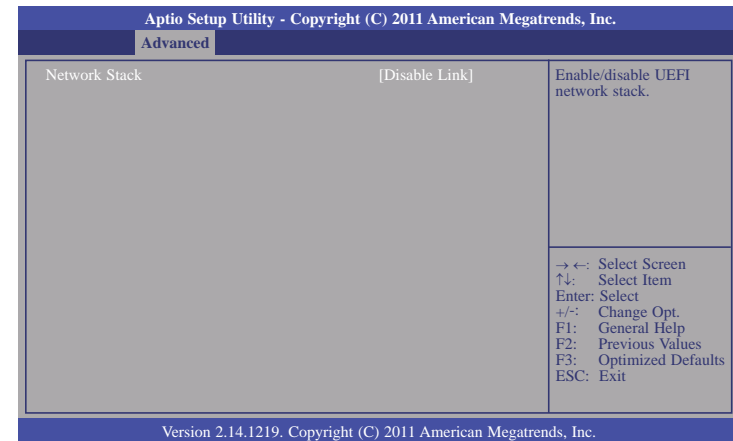 Aptio Setup Utility - Copyright (C) 2011 American Megatrends, Inc.
Advanced
Network Stack [Disable Link]
Enable/disable UEFI
network stack.
→ ←: Select Screen
↑↓: Select Item
Enter: Select
+/-: Change Opt.
F1: General Help
F2: Previous Values
F3: Optimized Defaults
ESC: Exit
Version 2.14.1219. Copyright (C) 2011 American Megatrends, Inc.